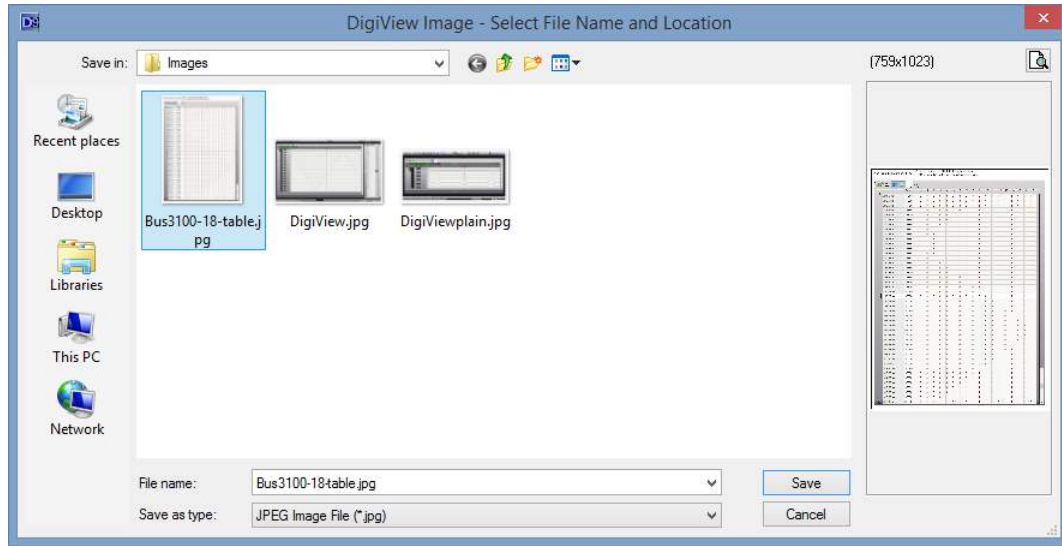 DigiView Image - Select File Name and Location
Save in:
Images
(759x1023)
Recent places
Desktop
Libraries
This PC
Network
Bus3100-18-table.j
pg
DigiView.jpg
DigiViewplain.jpg
File name:
Bus3100-18-table.jpg
Save
Save as type:
JPEG Image File (*.jpg)
Cancel